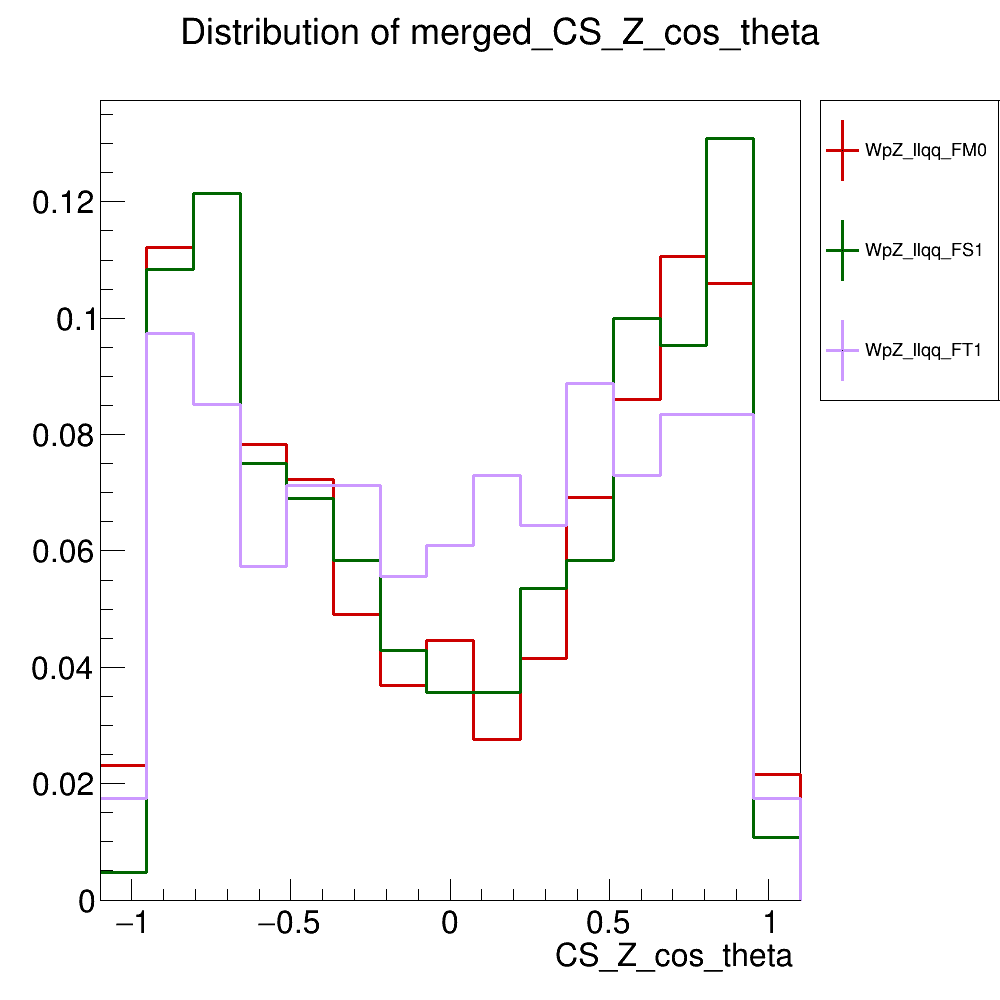 Distribution of merged_CS_Z_cos_theta
WpZ_llqq_FM0
WpZ_llqq_FS1
WpZ_llqq_FT1
0.12
0.1
0.08
0.06
0.04
0.02
0
−1
−0.5
0
0.5
1
CS_Z_cos_theta